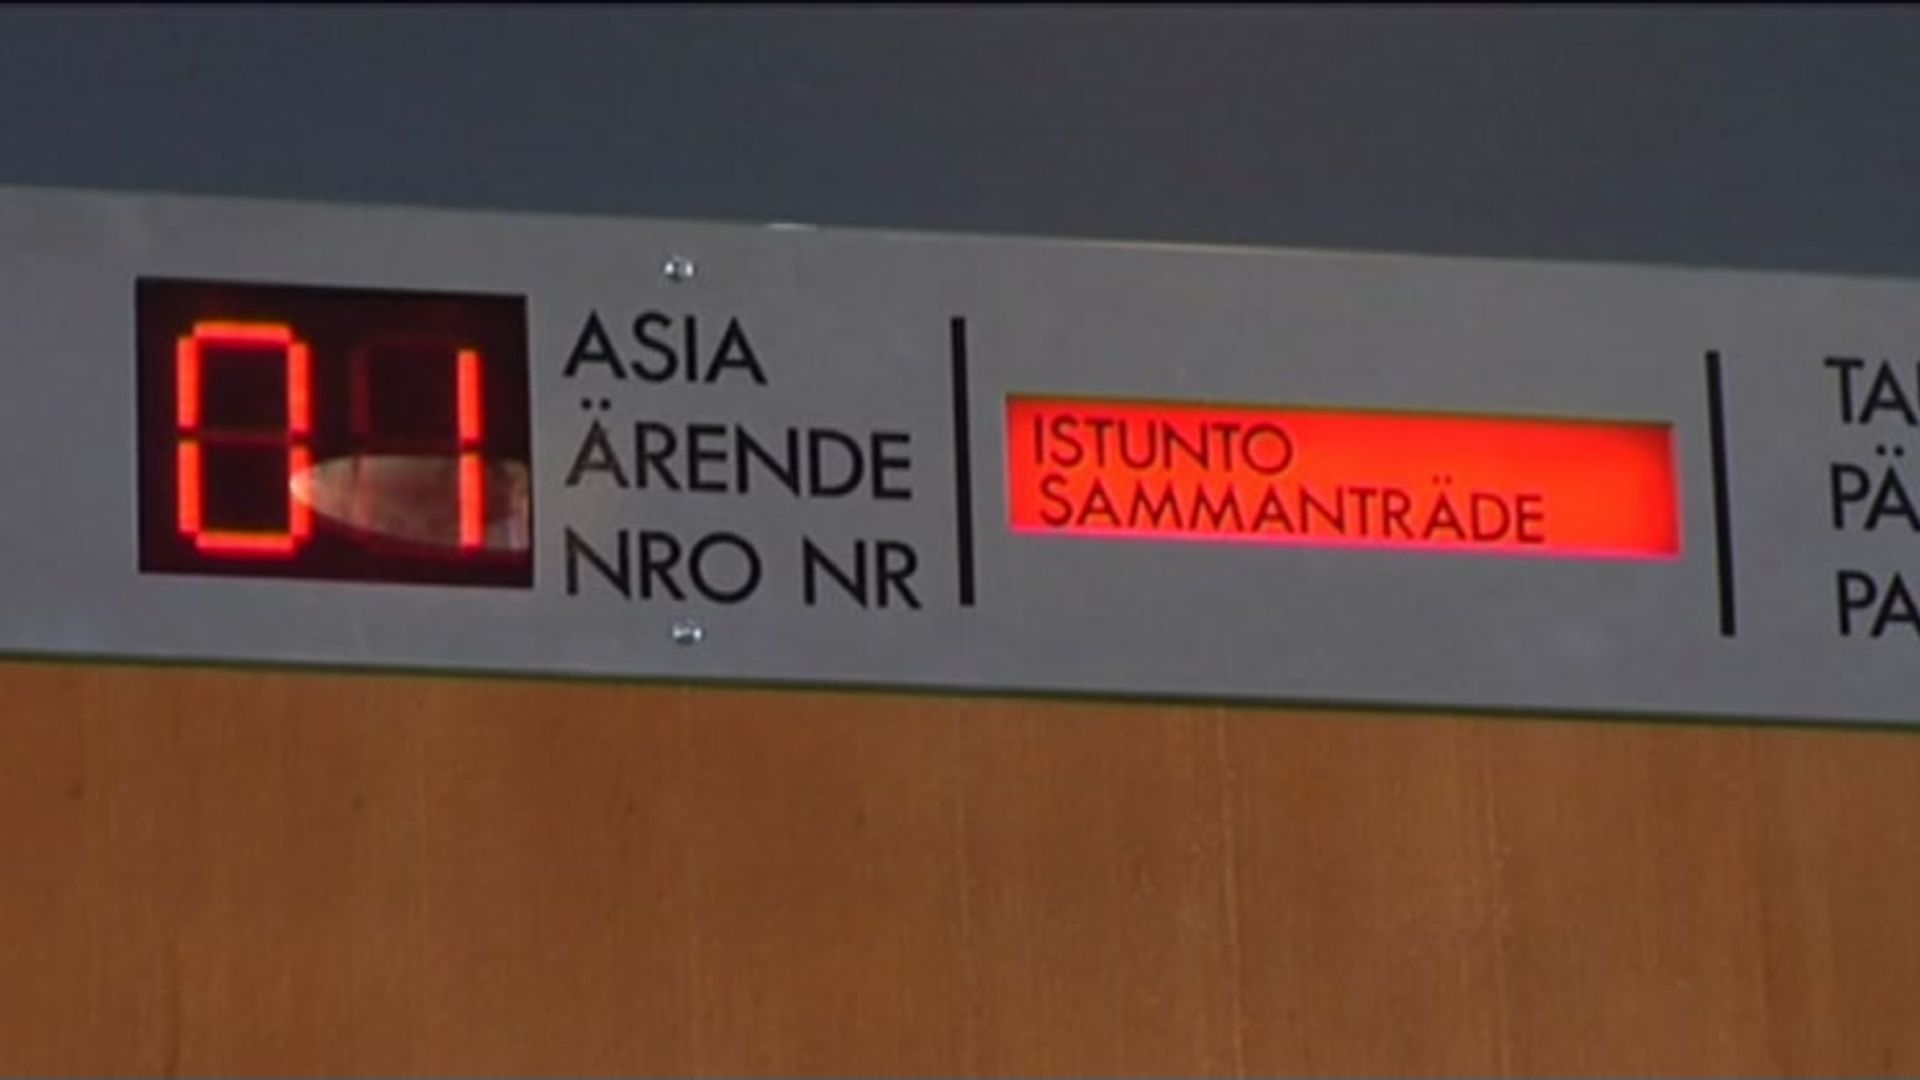 01
ASIA
ÄRENDE
NRO NR
ISTUNTO
SAMMANTRÄDE